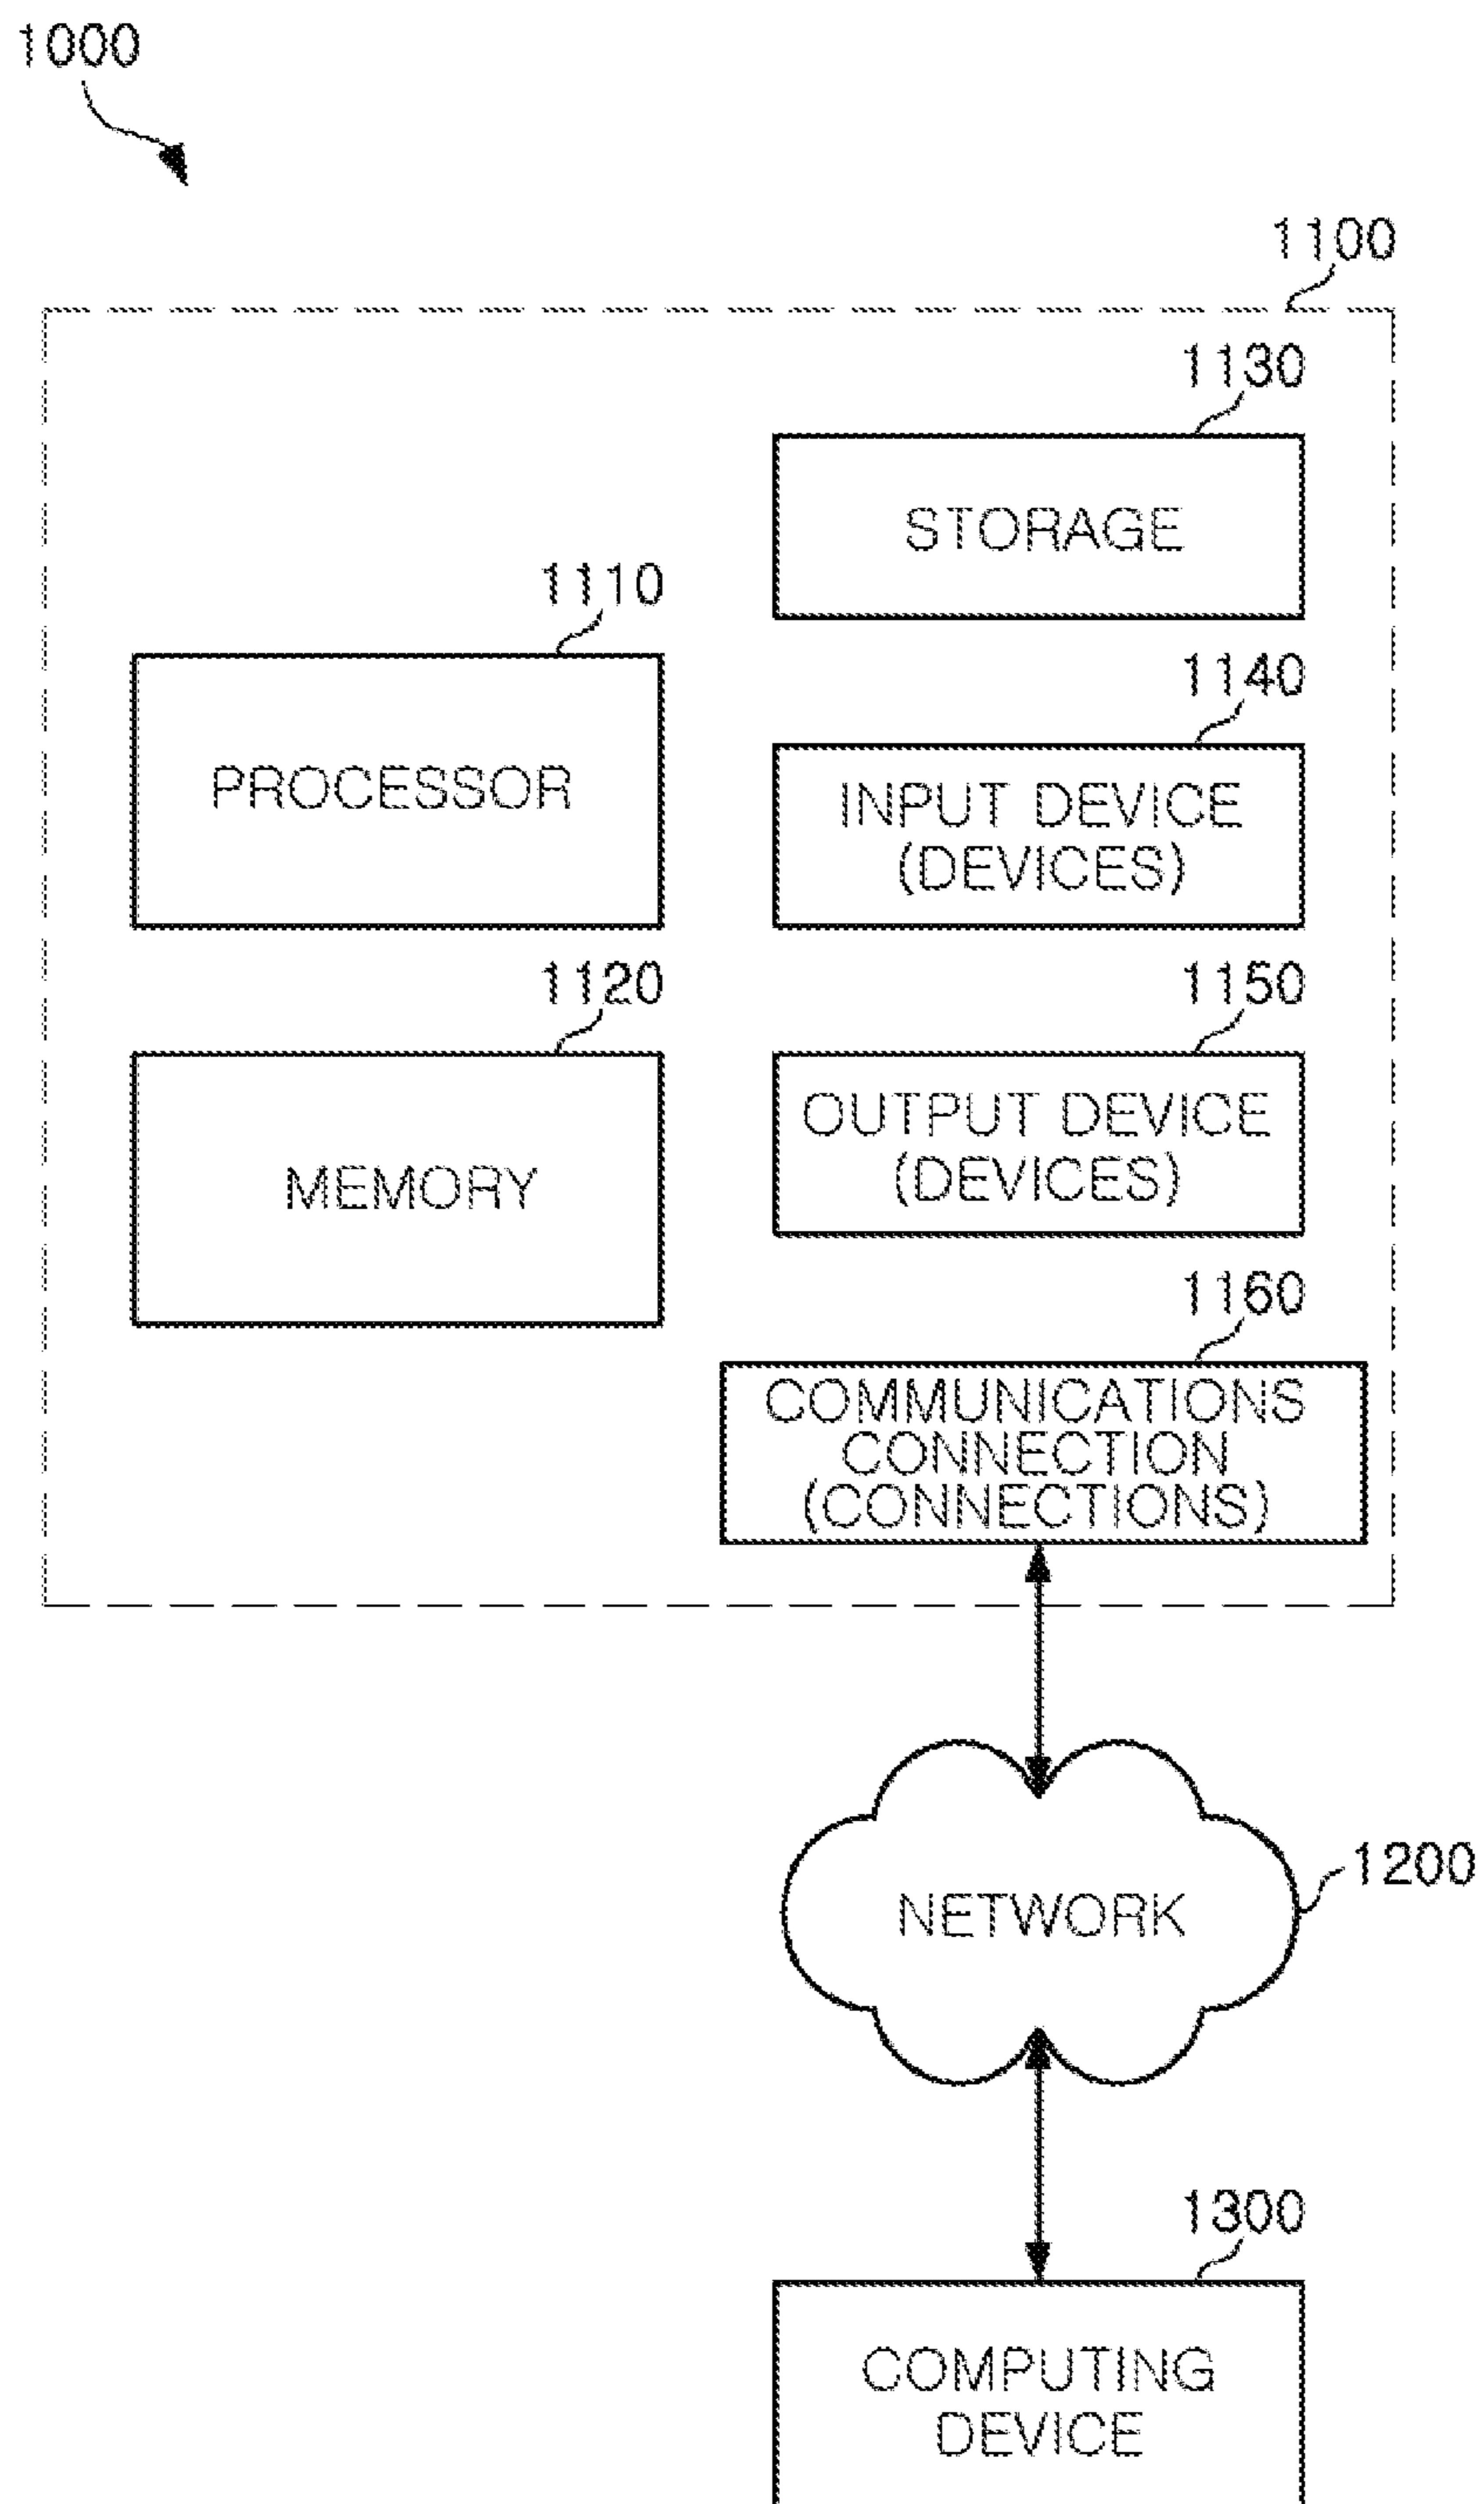 1000
1100
1130
STORAGE
1110
PROCESSOR
1140
INPUT DEVICE
(DEVICES)
1120
MEMORY
1150
OUTPUT DEVICE
(DEVICES)
1160
COMMUNICATIONS
CONNECTION
(CONNECTIONS)
NETWORK
1200
1300
COMPUTING
DEVICE